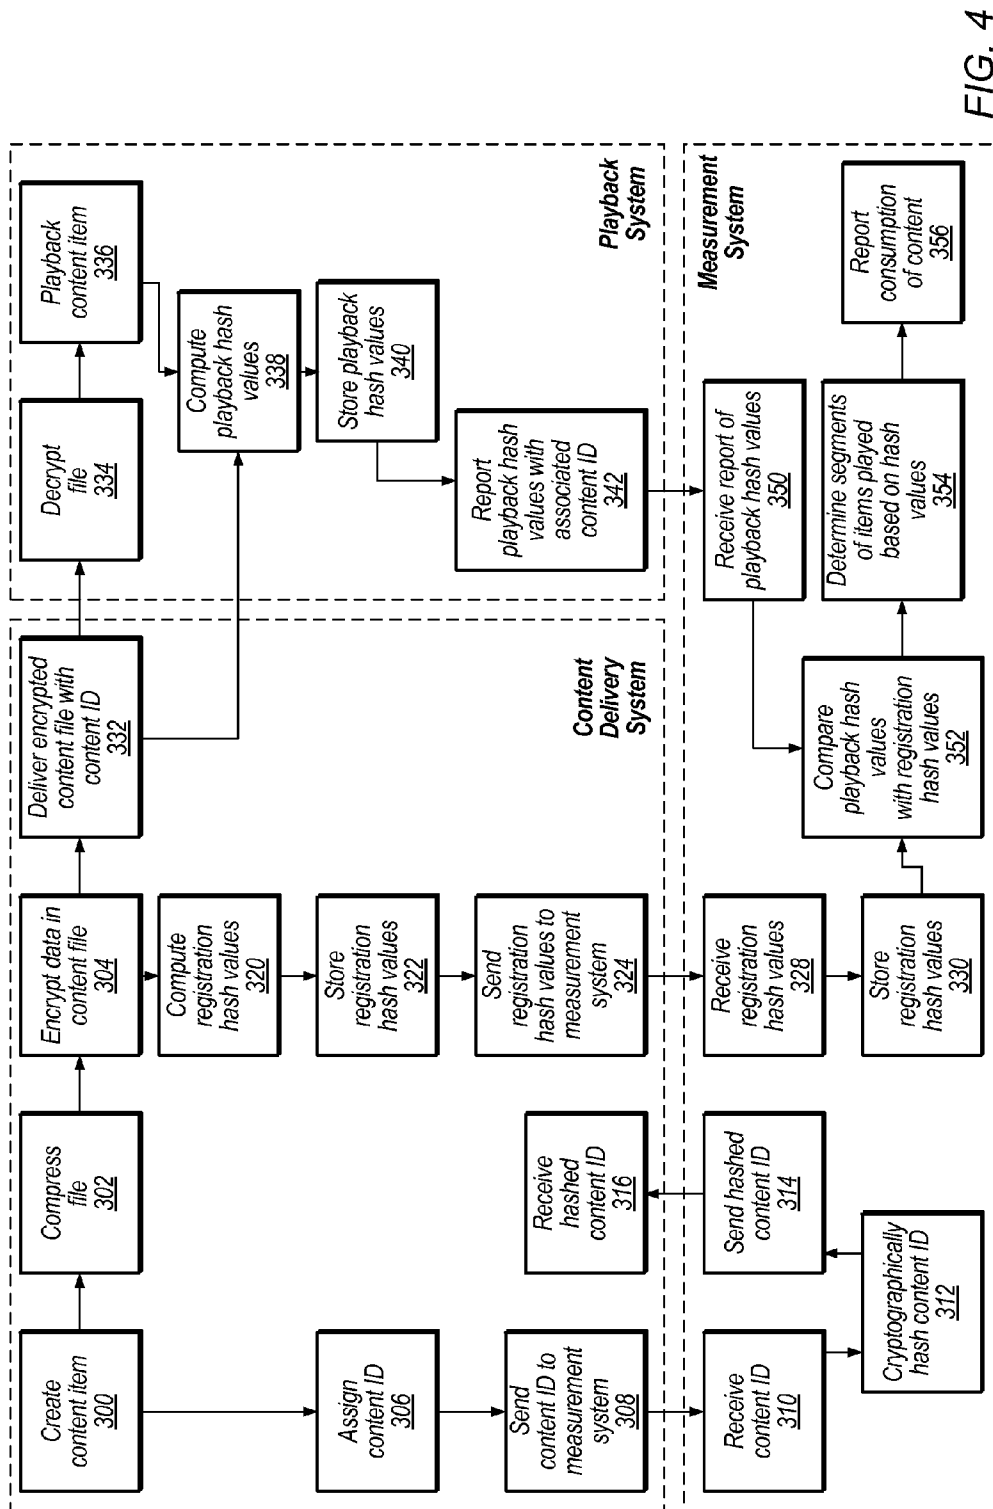 Create
content item
300
Compress
file
302
Encrypt data in
content file
304
Deliver encrypted
content file with
content ID
332
Decrypt
file
334
Playback
content item
336
Compute
registration
hash values
320
Compute
playback hash
values
338
Assign
content ID
306
Store
registration
hash values
322
Store playback
hash values
340
Send
content ID to
measurement
system
308
Receive
hashed
content ID
316
Send
registration
hash values to
measurement
system
324
Report
playback hash
values with
associated
content ID
342
Content
Delivery
System
Playback
System
Receive
content ID
310
Send hashed
content ID
314
Receive
registration
hash values
328
Receive report of
playback hash values
350
Measurement
System
Cryptographically
hash content ID
312
Store
registration
hash values
330
Compare
playback hash
values
with registration
hash values
352
Determine segments
of items played
based on hash
values
354
Report
consumption
of content
356
FIG. 4